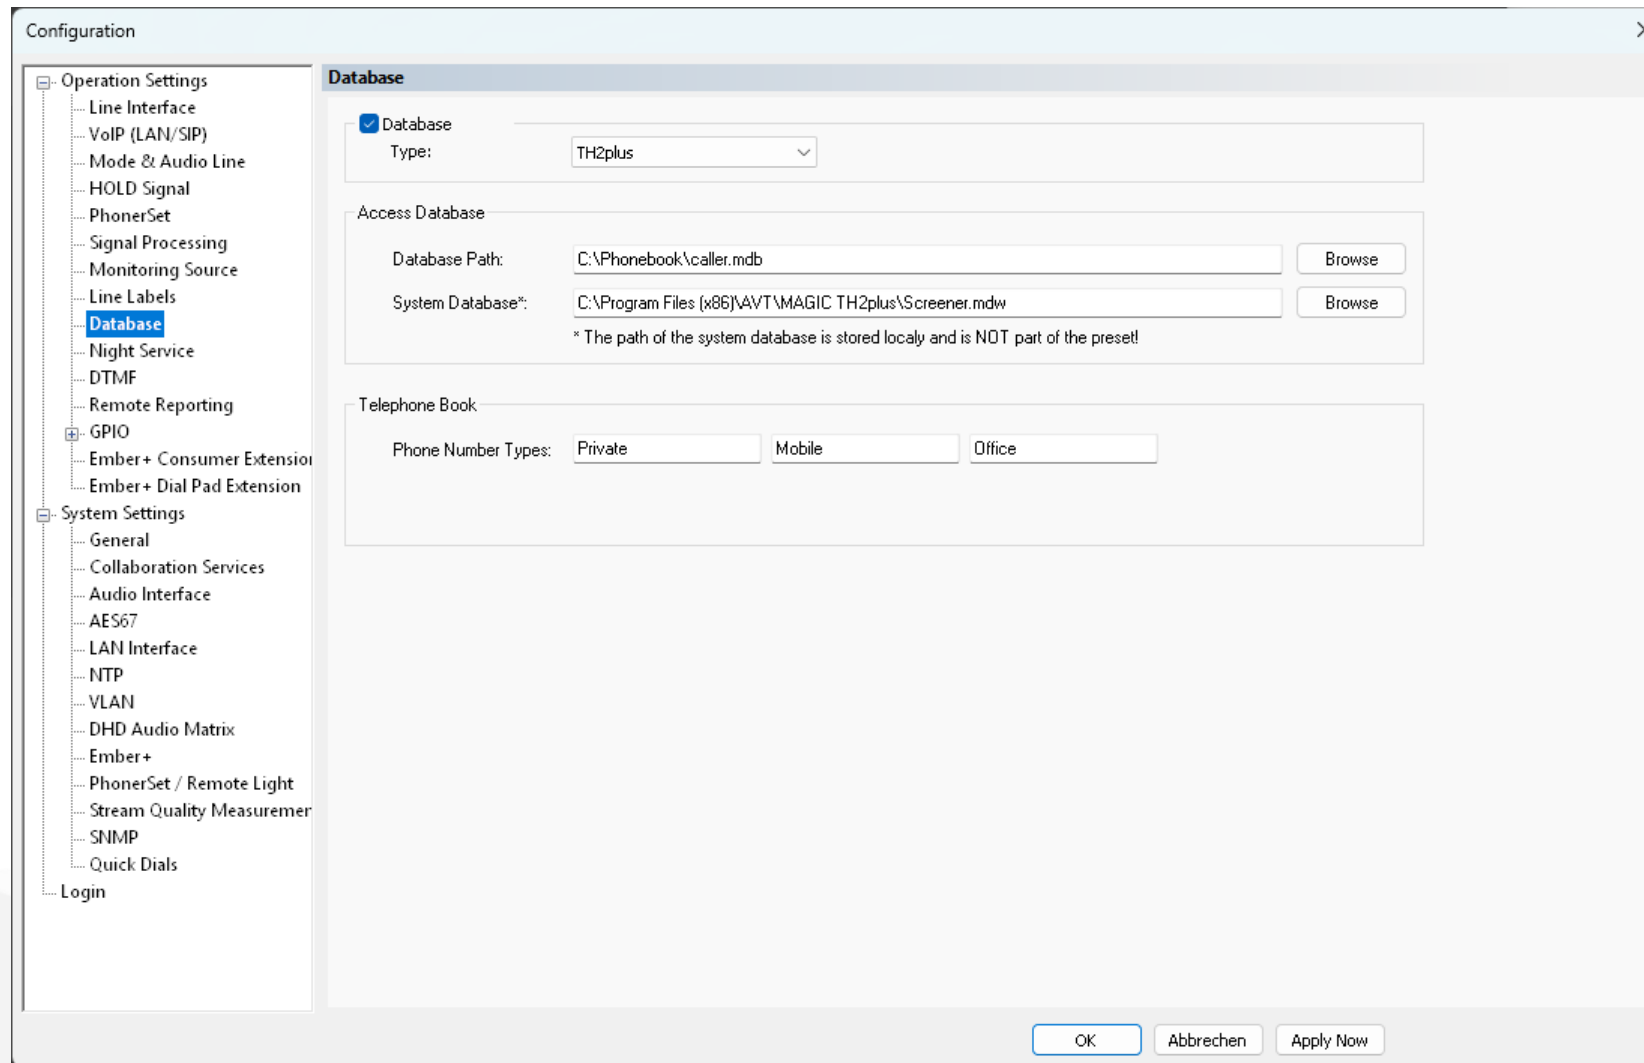 Configuration
Operation Settings
Line Interface
VoIP (LAN/SIP)
Mode & Audio Line
HOLD Signal
PhonerSet
Signal Processing
Monitoring Source
Line Labels
Database
Night Service
DTMF
Remote Reporting
GPIO
Ember+ Consumer Extension
Ember+ Dial Pad Extension
System Settings
General
Collaboration Services
Audio Interface
AES67
LAN Interface
NTP
VLAN
DHD Audio Matrix
Ember+
PhonerSet / Remote Light
Stream Quality Measuremer
SNMP
Quick Dials
Login
Database
Database
Type: TH2plus
Access Database
Database Path: C:\Phonebook\caller.mdb Browse
System Database*: C:\Program Files (x86)\AVT\MAGIC TH2plus\Screener.mdw Browse
* The path of the system database is stored localy and is NOT part of the preset!
Telephone Book
Phone Number Types: Private Mobile Office
OK Abbrechen Apply Now